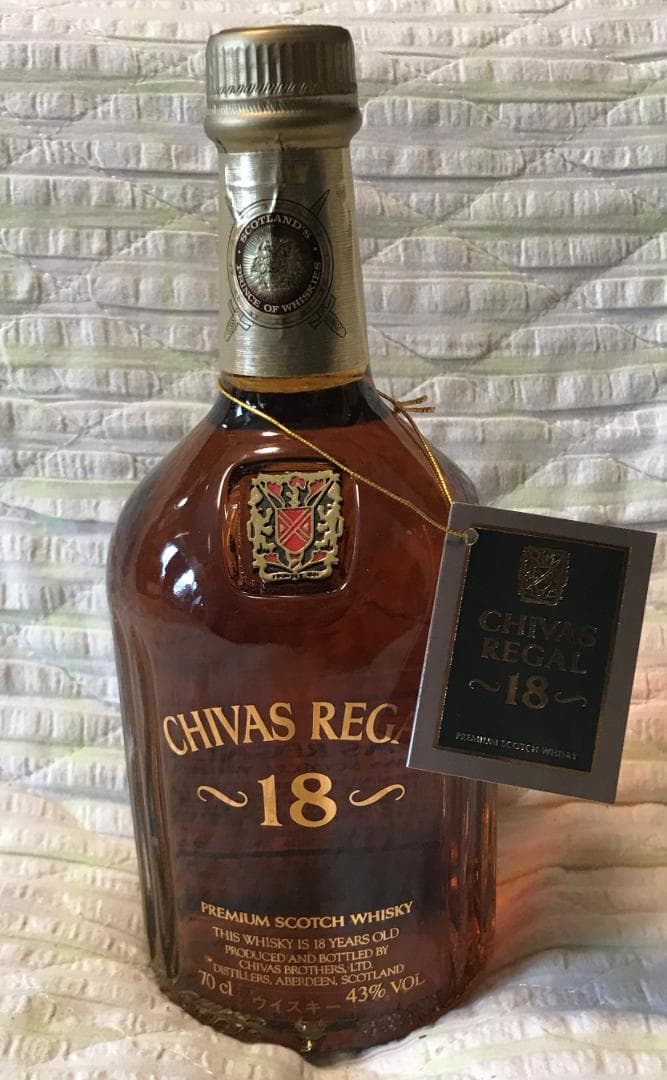 SCOTLAND'S
PRINCE OF WHISKIES
CHIVAS REGA
18
PREMIUM SCOTCH WHISKY
THIS WHISKY IS 18 YEARS OLD
PRODUCED AND BOTTLED BY
CHIVAS BROTHERS, LTD.
DISTILLERS, ABERDEEN, SCOTLAND
70 cl ウイスキー 43% VOL
CHIVAS
REGAL
~18~
PREMIUM SCOTCH WHISKY